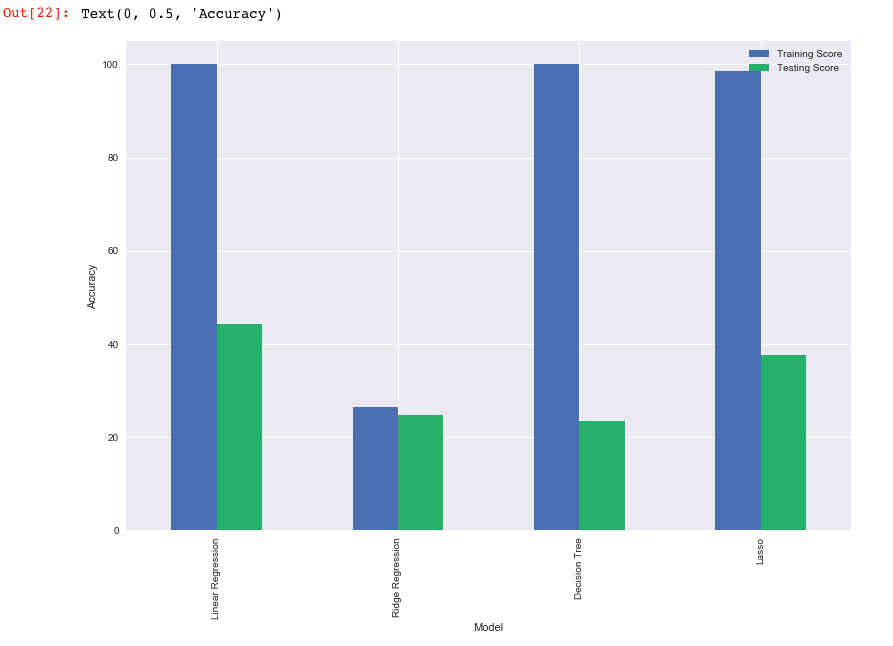 Out[22]: Text(0, 0.5, 'Accuracy')
Training Score
Testing Score
100
80
60
40
20
0
Accuracy
Linear Regression
Ridge Regression
Decision Tree
Lasso
Model